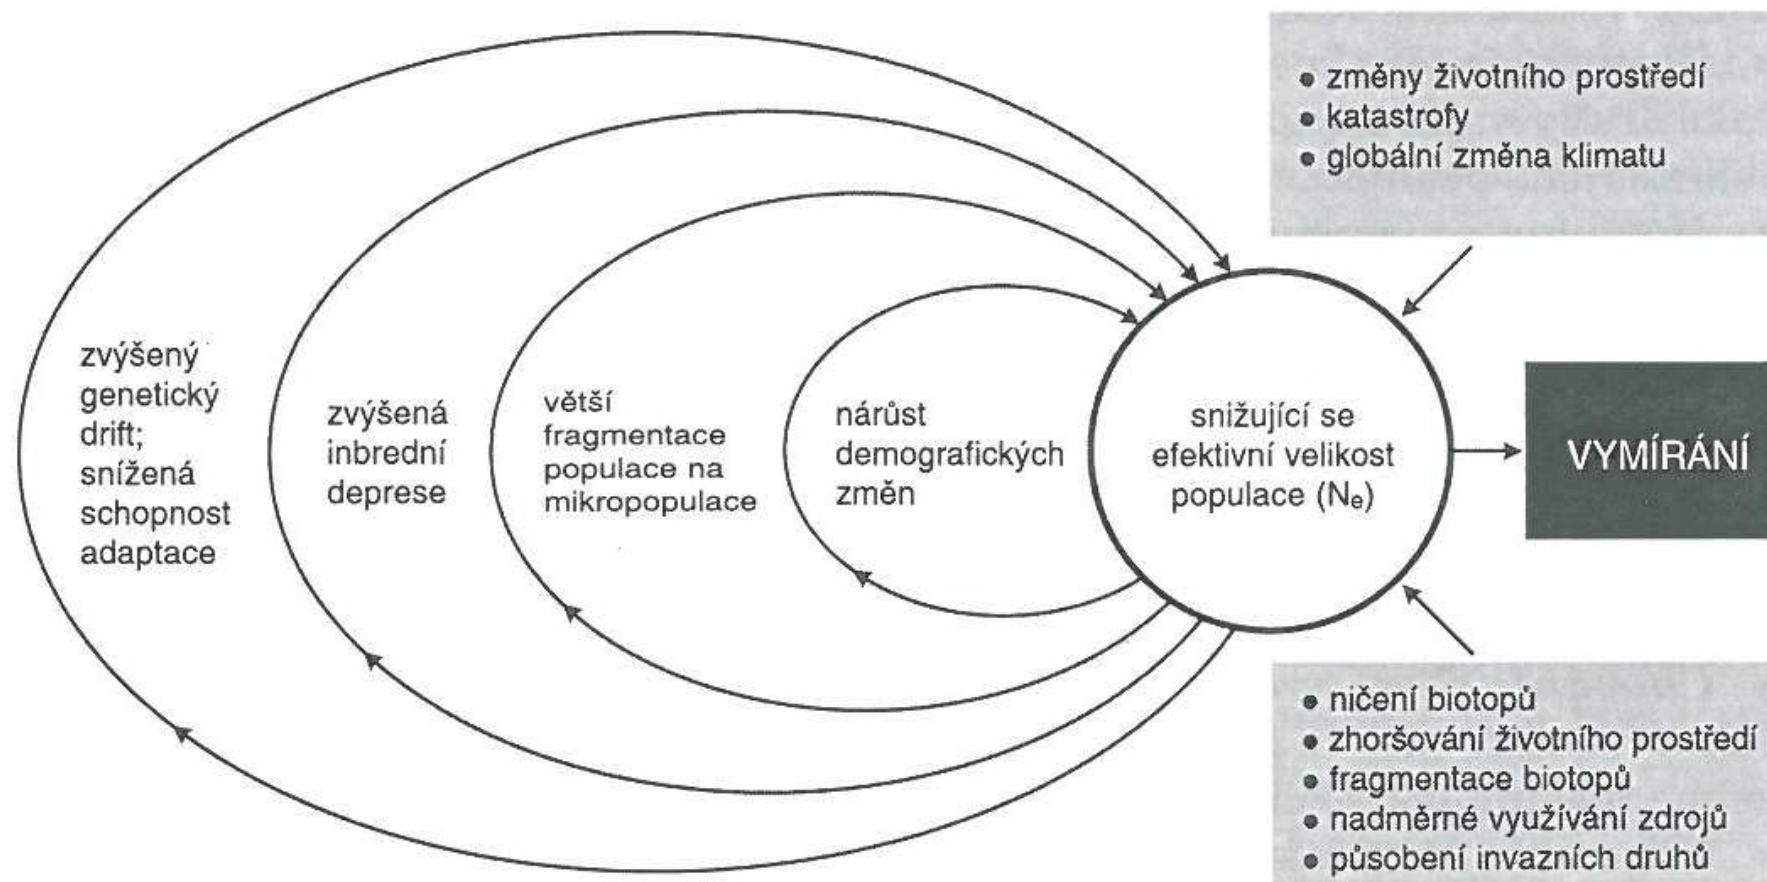 • změny životního prostředí
• katastrofy
• globální změna klimatu
zvýšený
genetický
drift;
snížená
schopnost
adaptace
zvýšená
inbrední
deprese
větší
fragmentace
populace na
mikropopulace
nárůst
demografických
změn
snižující se
efektivní velikost
populace (Ne)
VYMÍRÁNÍ
• ničení biotopů
• zhoršování životního prostředí
• fragmentace biotopů
• nadměrné využívání zdrojů
• působení invazních druhů